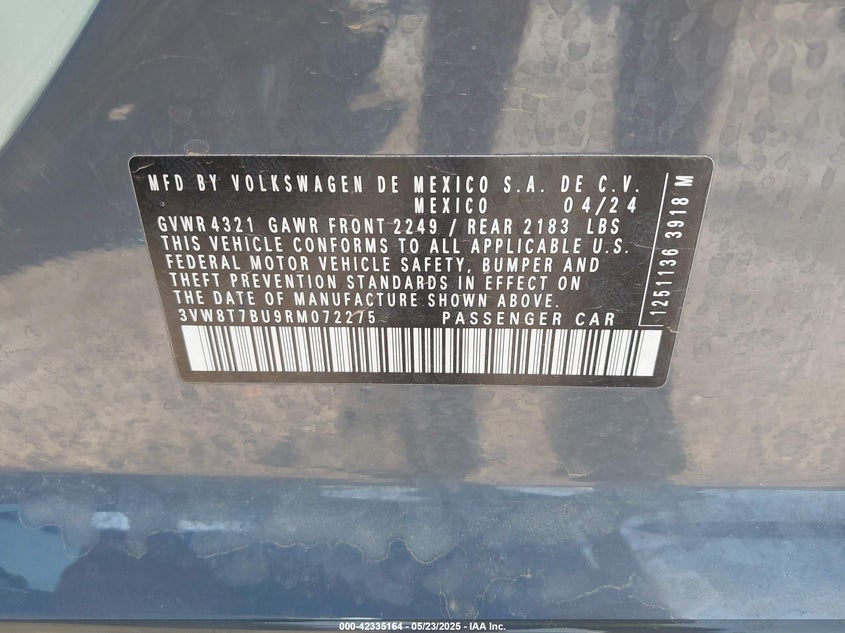 MFD BY VOLKSWAGEN DE MEXICO S.A. DE C.V.
MEXICO 04/24
GVWR 4321 GAWR FRONT 2249 / REAR 2183 LBS
THIS VEHICLE CONFORMS TO ALL APPLICABLE U.S.
FEDERAL MOTOR VEHICLE SAFETY, BUMPER AND
THEFT PREVENTION STANDARDS IN EFFECT ON
THE DATE OF MANUFACTURE SHOWN ABOVE.
3VW8T7BU9RM072275 PASSENGER CAR
1251136 3918 M
000-42335164 - 05/23/2025 - IAA Inc.